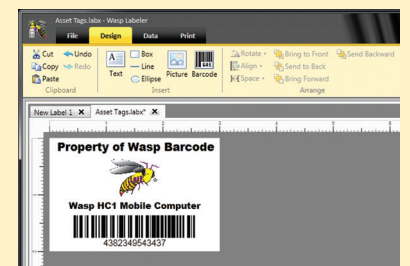 Asset Tags.labx - Wasp Labeler
File Design Data Print
Cut Undo Box Rotate Bring to Front Send Backward
Copy Redo Line Align Send to Back
Paste Text Ellipse Picture Barcode Space Bring Forward
Clipboard Insert Arrange
New Label 1 X Asset Tags.labx* X
Property of Wasp Barcode
Wasp HC1 Mobile Computer
4382349543437